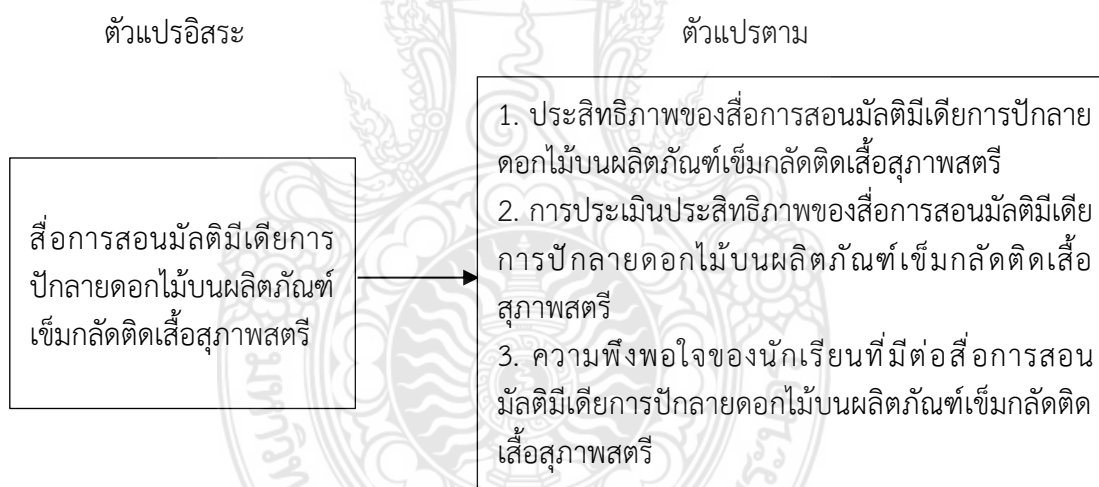 ตัวแปรอิสระ
ตัวแปรตาม
สื่อการสอนมัลติมีเดียการ
ปักลายดอกไม้บนผลิตภัณฑ์
เข็มกลัดติดเสื้อสุภาพสตรี
1. ประสิทธิภาพของสื่อการสอนมัลติมีเดียการปักลาย
ดอกไม้บนผลิตภัณฑ์เข็มกลัดติดเสื้อสุภาพสตรี
2. การประเมินประสิทธิภาพของสื่อการสอนมัลติมีเดีย
การปักลายดอกไม้บนผลิตภัณฑ์เข็มกลัดติดเสื้อ
สุภาพสตรี
3. ความพึงพอใจของนักเรียนที่มีต่อสื่อการสอน
มัลติมีเดียการปักลายดอกไม้บนผลิตภัณฑ์เข็มกลัดติด
เสื้อสุภาพสตรี